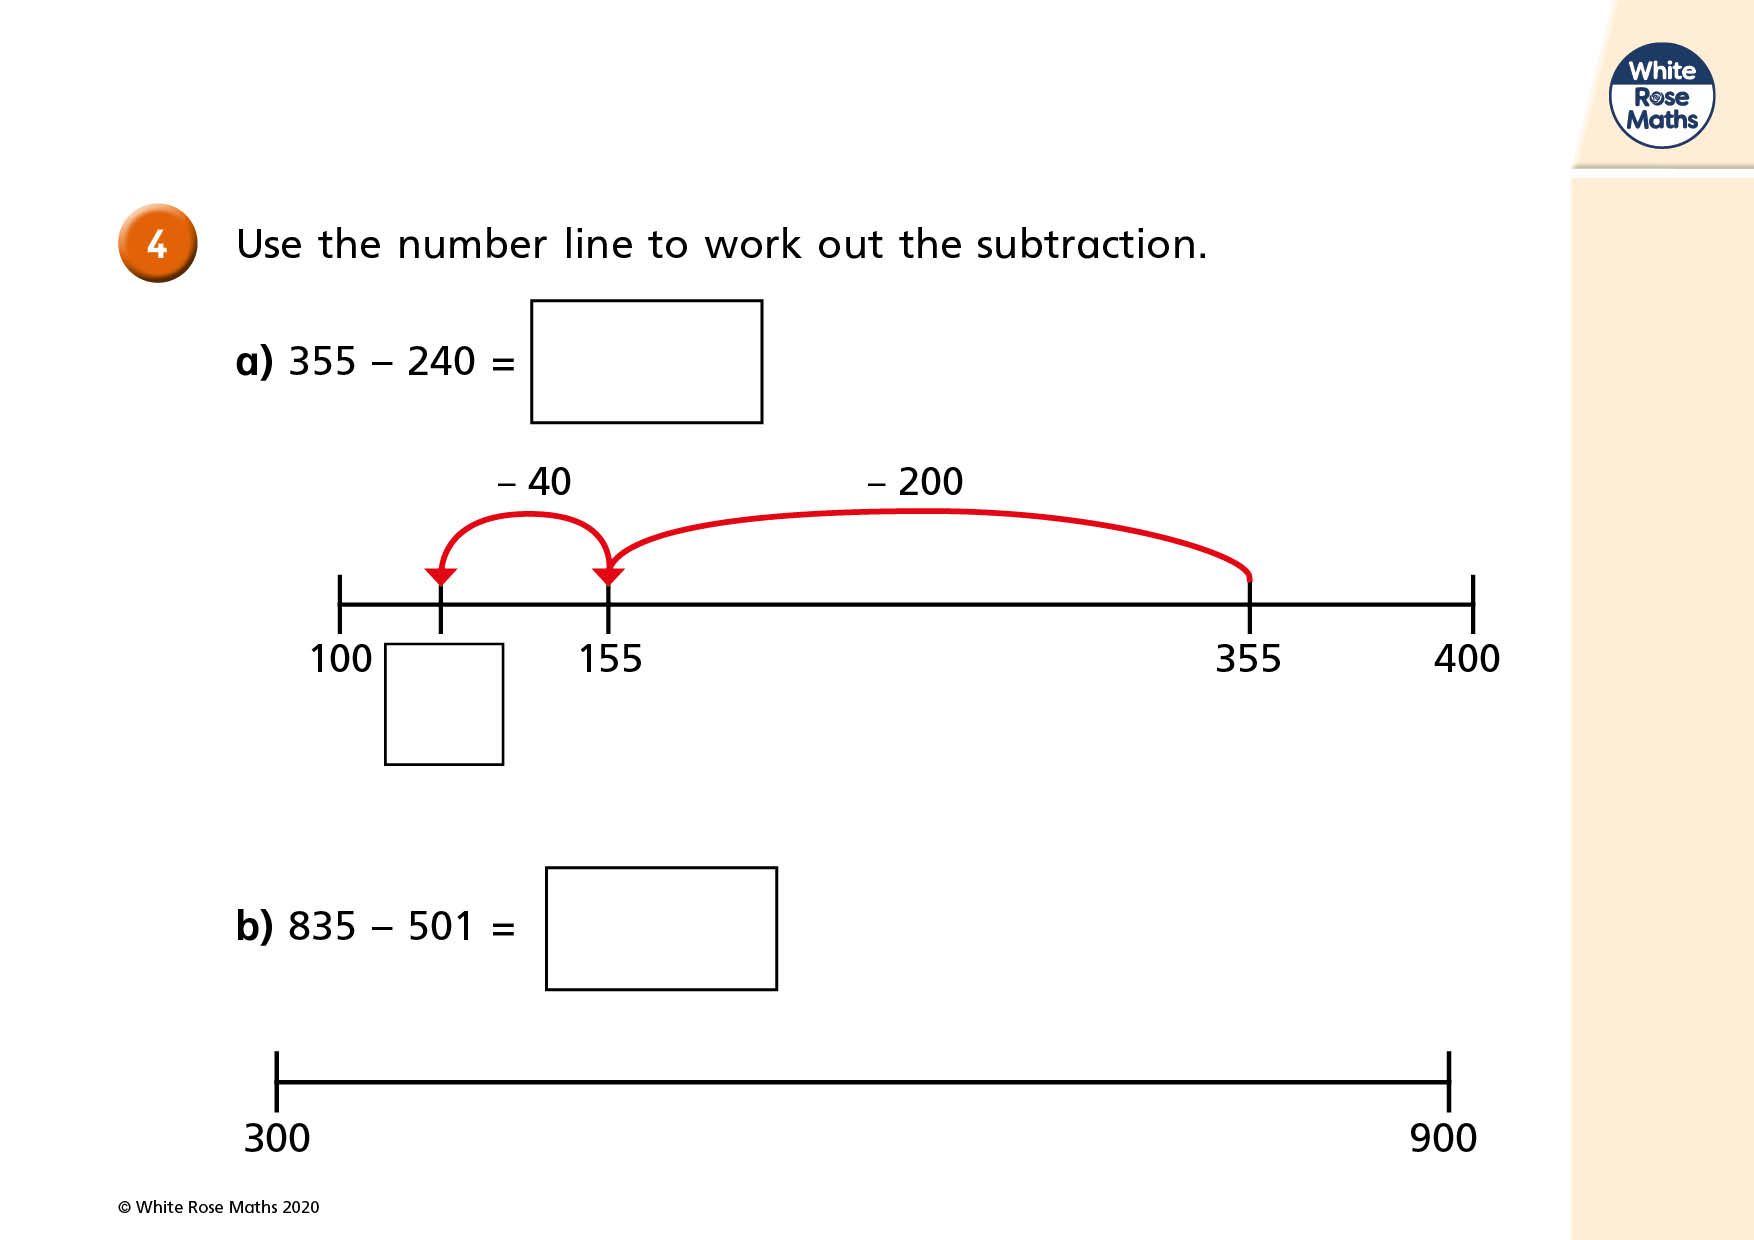 White
Rose
Maths
4 Use the number line to work out the subtraction.
a) 355 – 240 =
– 40 – 200
100 155 355 400
b) 835 – 501 =
300 900
© White Rose Maths 2020